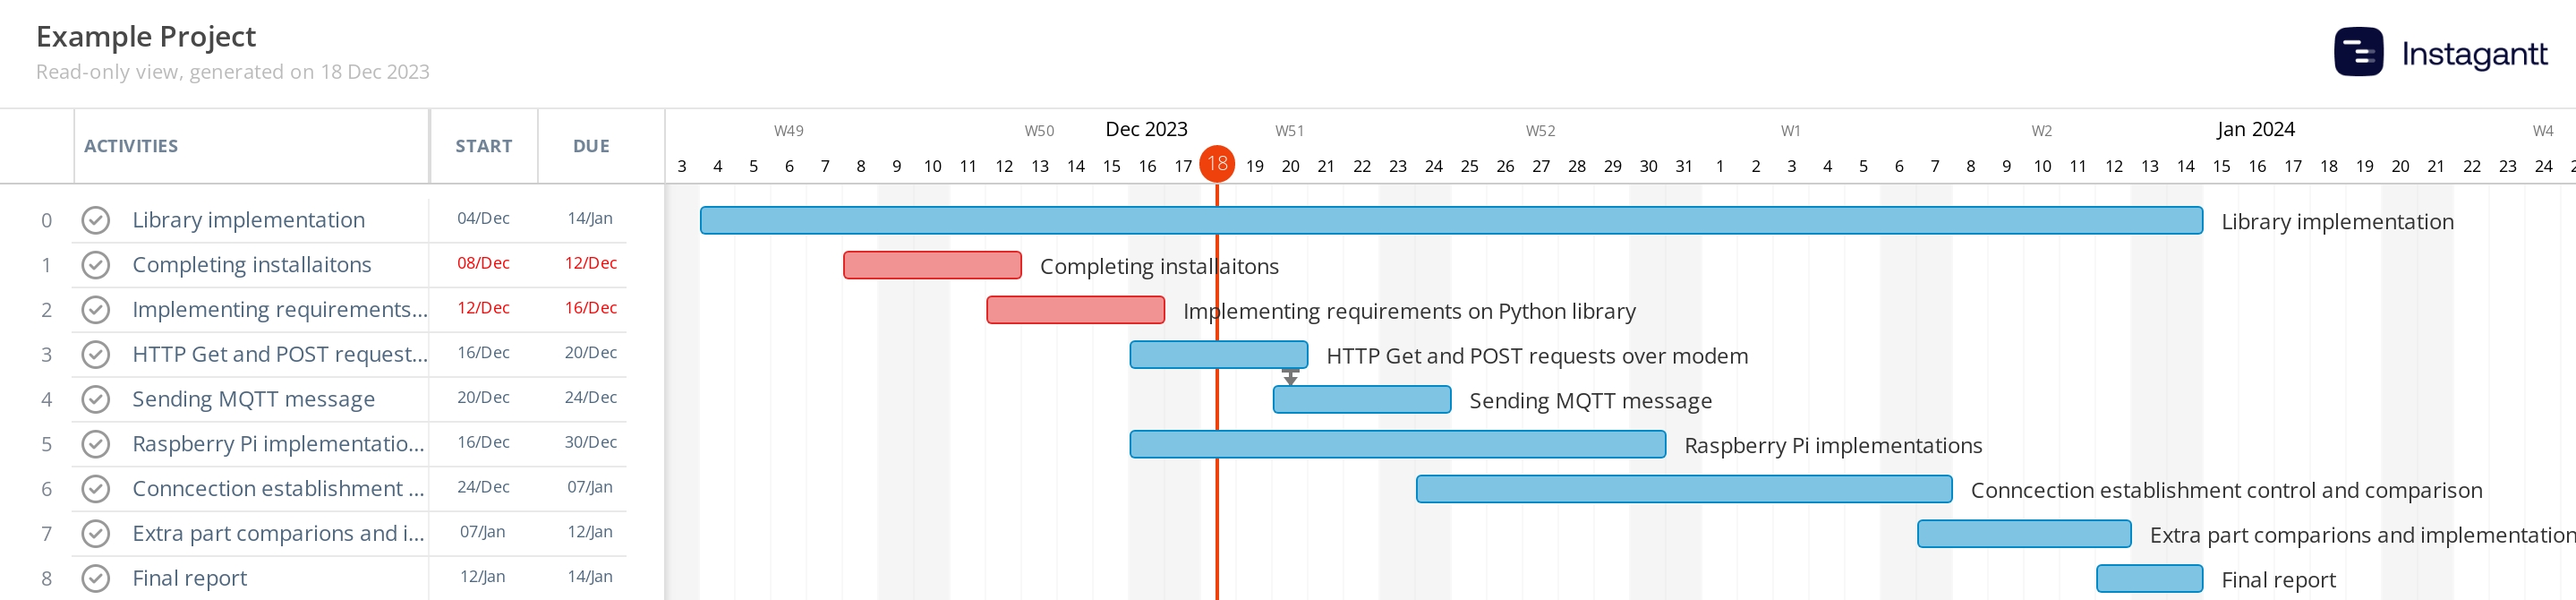 Example Project
Read-only view, generated on 18 Dec 2023
Instagantt
ACTIVITIES START DUE
W49 W50 Dec 2023 W51 W52 W1 W2 Jan 2024 W4
3 4 5 6 7 8 9 10 11 12 13 14 15 16 17 18 19 20 21 22 23 24 25 26 27 28 29 30 31 1 2 3 4 5 6 7 8 9 10 11 12 13 14 15 16 17 18 19 20 21 22 23 24
0 Library implementation 04/Dec 14/Jan Library implementation
1 Completing installaitons 08/Dec 12/Dec Completing installaitons
2 Implementing requirements... 12/Dec 16/Dec Implementing requirements on Python library
3 HTTP Get and POST request... 16/Dec 20/Dec HTTP Get and POST requests over modem
4 Sending MQTT message 20/Dec 24/Dec Sending MQTT message
5 Raspberry Pi implementatio... 16/Dec 30/Dec Raspberry Pi implementations
6 Conncection establishment ... 24/Dec 07/Jan Conncection establishment control and comparison
7 Extra part comparions and i... 07/Jan 12/Jan Extra part comparions and implementation
8 Final report 12/Jan 14/Jan Final report